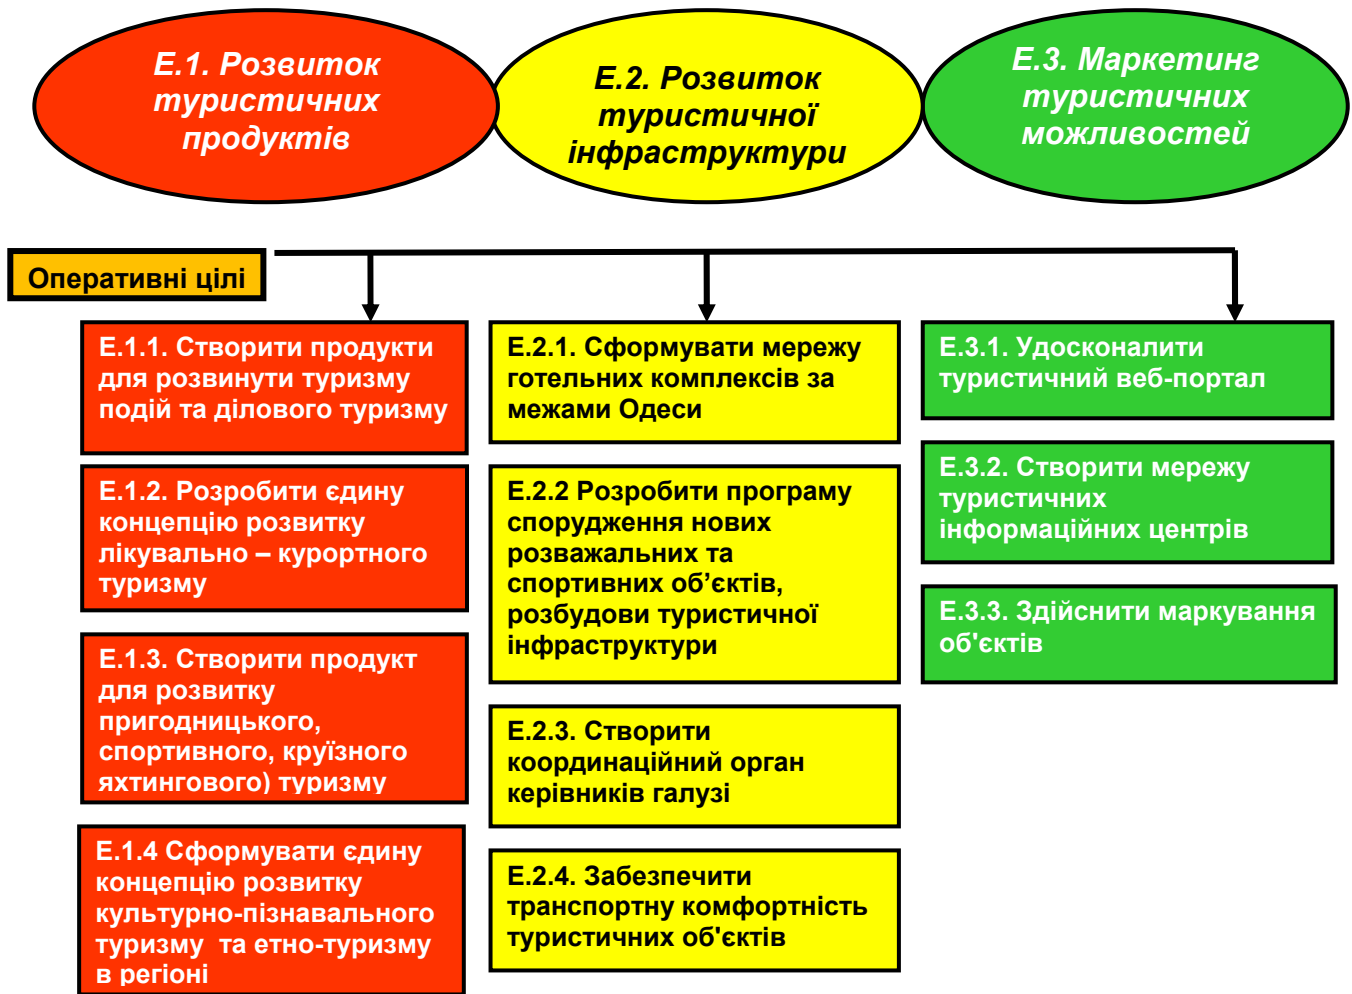 Е.1. Розвиток
туристичних
продуктів
Е.2. Розвиток
туристичної
інфраструктури
Е.3. Маркетинг
туристичних
можливостей
Оперативні цілі
Е.1.1. Створити продукти
для розвинути туризму
подій та ділового туризму
Е.1.2. Розробити єдину
концепцію розвитку
лікувально – курортного
туризму
Е.1.3. Створити продукт
для розвитку
пригодницького,
спортивного, круїзного
яхтингового) туризму
Е.1.4 Сформувати єдину
концепцію розвитку
культурно-пізнавального
туризму та етно-туризму
в регіоні
Е.2.1. Сформувати мережу
готельних комплексів за
межами Одеси
Е.2.2 Розробити програму
спорудження нових
розважальних та
спортивних об’єктів,
розбудови туристичної
інфраструктури
Е.2.3. Створити
координаційний орган
керівників галузі
Е.2.4. Забезпечити
транспортну комфортність
туристичних об'єктів
Е.3.1. Удосконалити
туристичний веб-портал
Е.3.2. Створити мережу
туристичних
інформаційних центрів
Е.3.3. Здійснити маркування
об'єктів